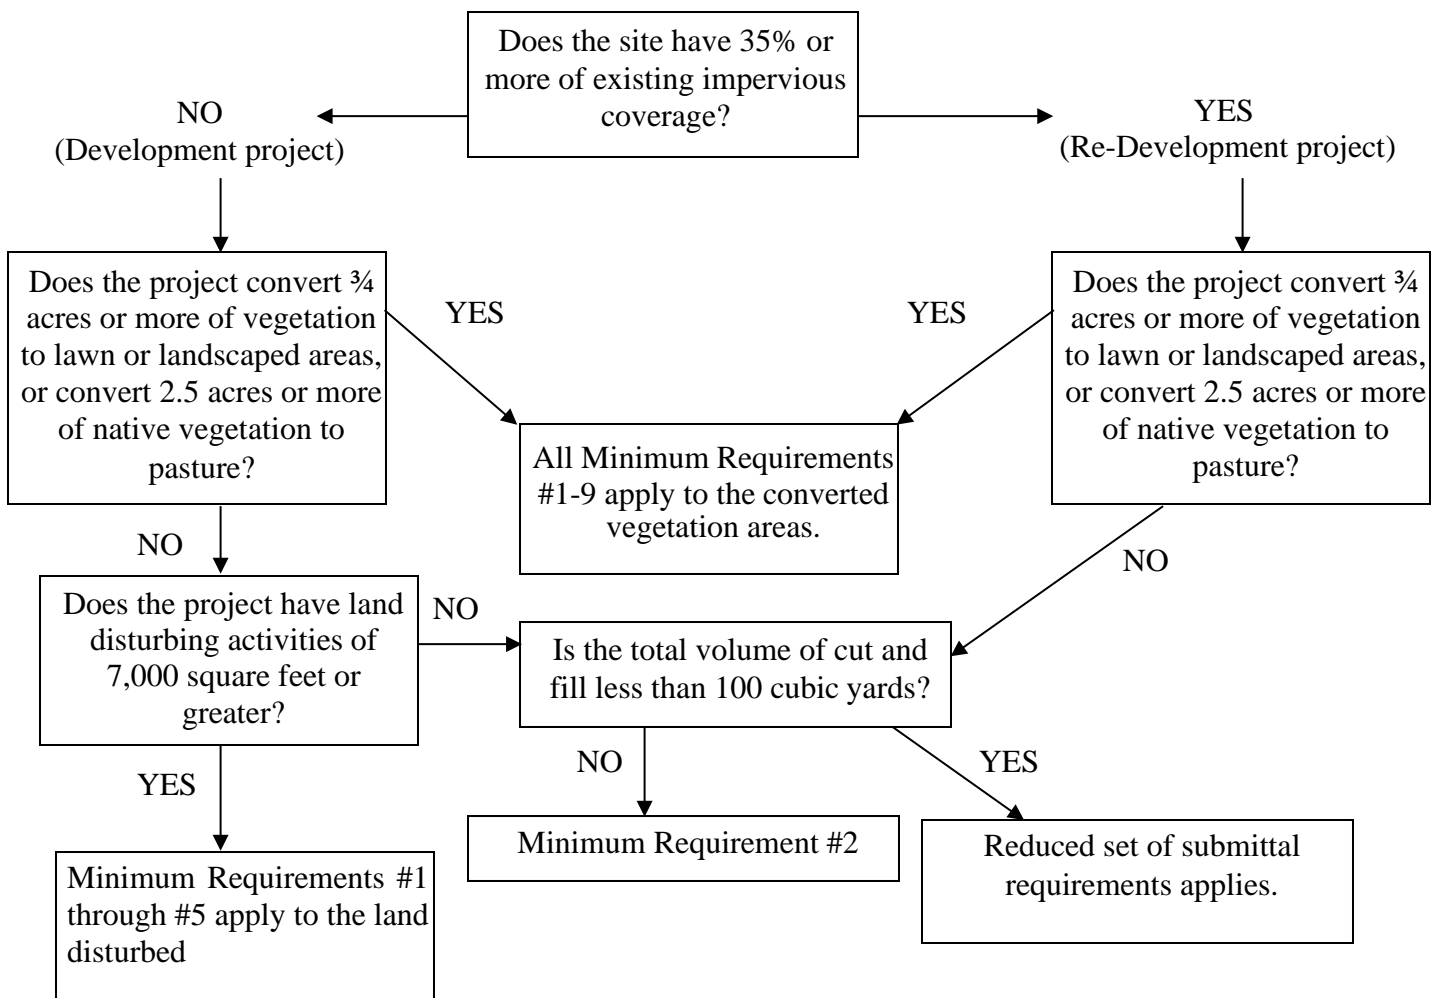 Does the site have 35% or
more of existing impervious
coverage?
NO
(Development project)
YES
(Re-Development project)
Does the project convert ¾
acres or more of vegetation
to lawn or landscaped areas,
or convert 2.5 acres or more
of native vegetation to
pasture?
YES
YES
Does the project convert ¾
acres or more of vegetation
to lawn or landscaped areas,
or convert 2.5 acres or more
of native vegetation to
pasture?
All Minimum Requirements
#1-9 apply to the converted
vegetation areas.
NO
NO
Does the project have land
disturbing activities of
7,000 square feet or
greater?
NO
Is the total volume of cut and
fill less than 100 cubic yards?
YES
NO
YES
Minimum Requirements #1
through #5 apply to the land
disturbed
Minimum Requirement #2
Reduced set of submittal
requirements applies.